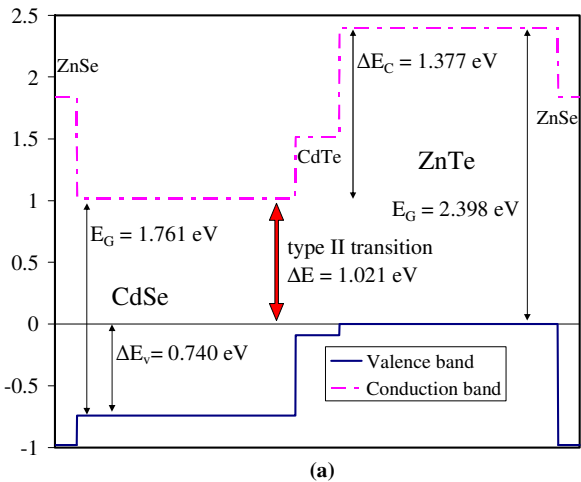 2.5
2
1.5
1
0.5
0
-0.5
-1
ZnSe
ΔE_C = 1.377 eV
ZnSe
CdTe
ZnTe
E_G = 2.398 eV
E_G = 1.761 eV
type II transition
ΔE = 1.021 eV
CdSe
ΔE_v= 0.740 eV
Valence band
Conduction band
(a)